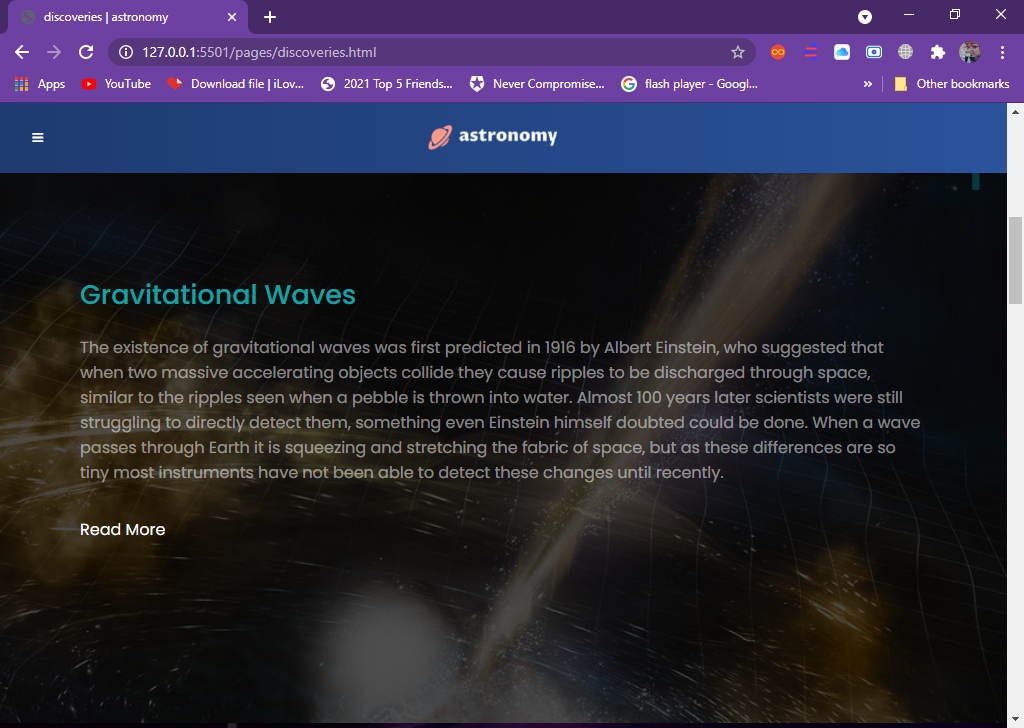 discoveries | astronomy
127.0.0.1:5501/pages/discoveries.html
Apps
YouTube
Download file | iLov...
2021 Top 5 Friends...
Never Compromise...
flash player - Googl...
»
Other bookmarks
astronomy
Gravitational Waves
The existence of gravitational waves was first predicted in 1916 by Albert Einstein, who suggested that
when two massive accelerating objects collide they cause ripples to be discharged through space,
similar to the ripples seen when a pebble is thrown into water. Almost 100 years later scientists were still
struggling to directly detect them, something even Einstein himself doubted could be done. When a wave
passes through Earth it is squeezing and stretching the fabric of space, but as these differences are so
tiny most instruments have not been able to detect these changes until recently.
Read More